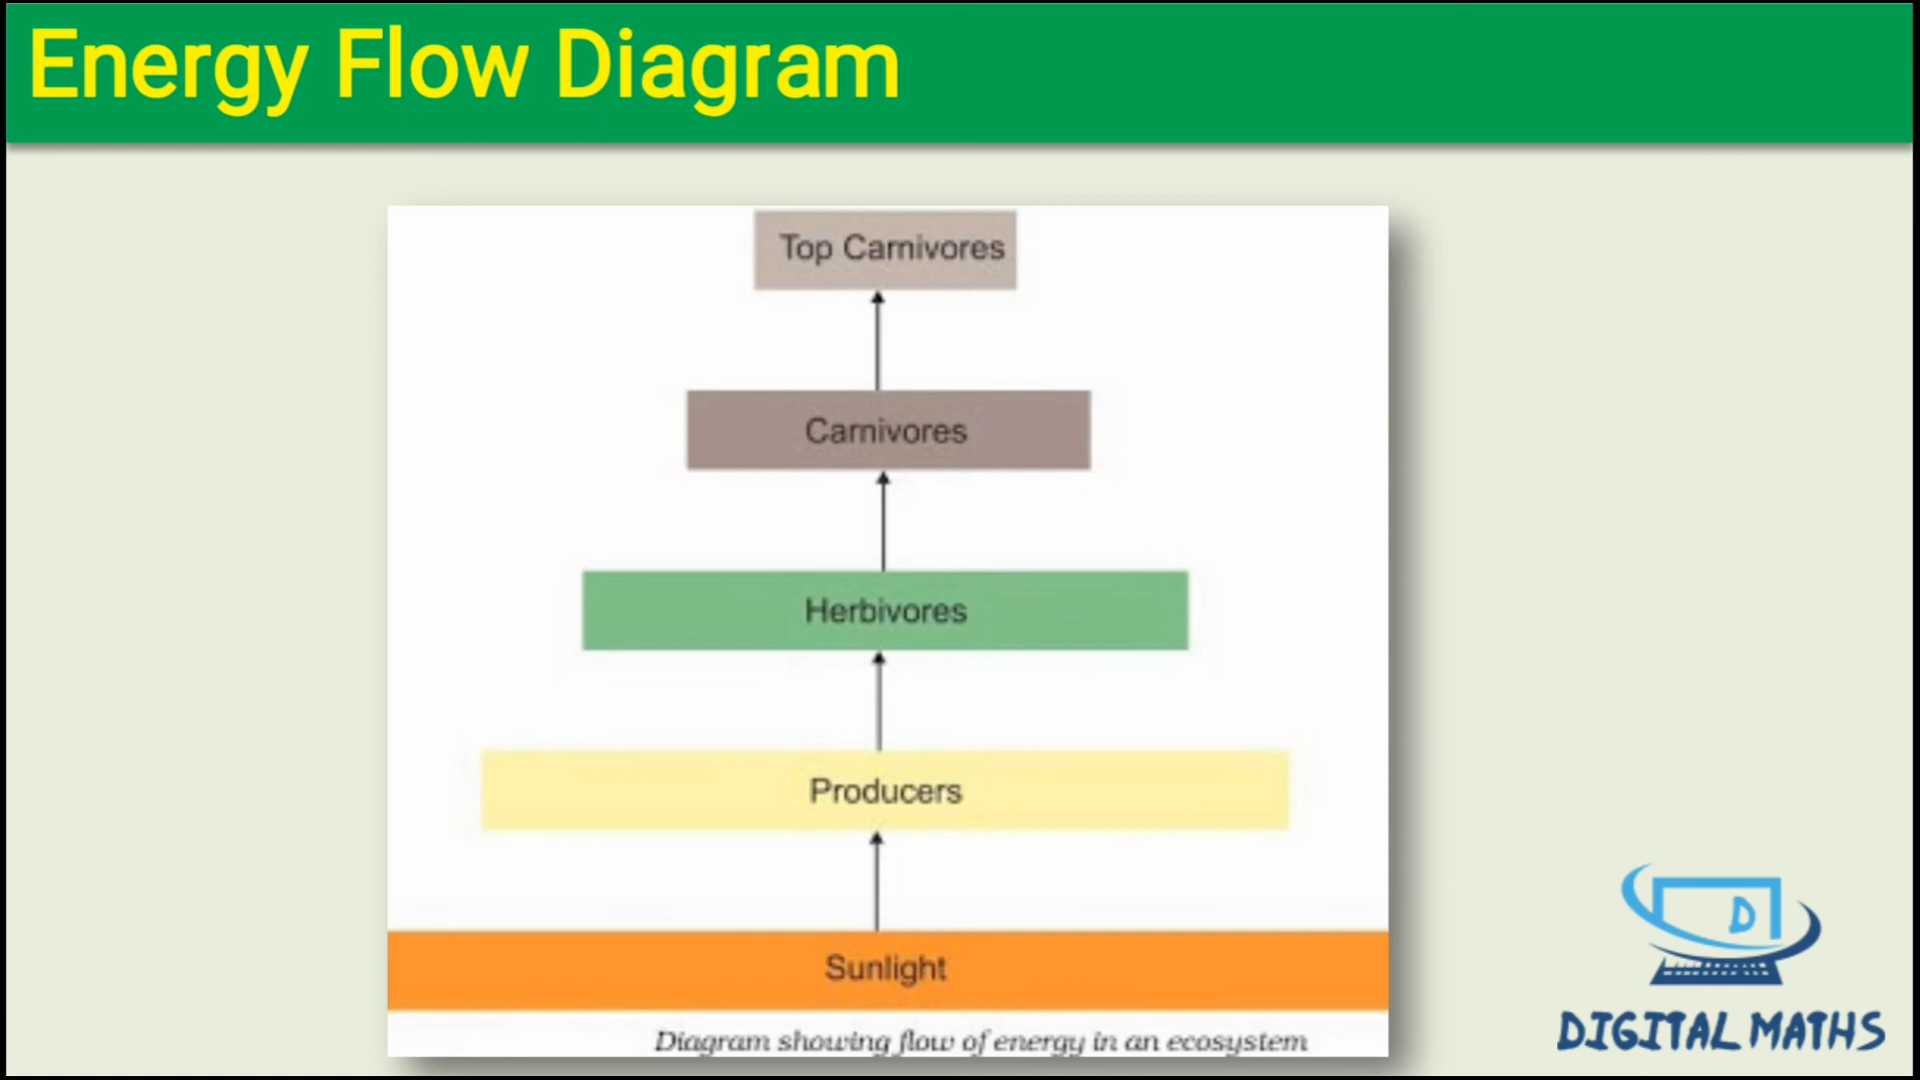 Energy Flow Diagram
Top Carnivores
Carnivores
Herbivores
Producers
Sunlight
Diagram showing flow of energy in an ecosystem
D
DIGITAL MATHS